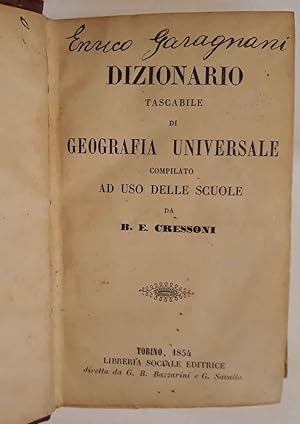 Enrico Garagnani
DIZIONARIO
TASCABILE
DI
GEOGRAFIA UNIVERSALE
COMPILATO
AD USO DELLE SCUOLE
DA
B. E. CRESSONI
TORINO, 1854
LIBRERIA SOCIALE EDITRICE
diretta da G. B. Bazzarini e G. Savallo